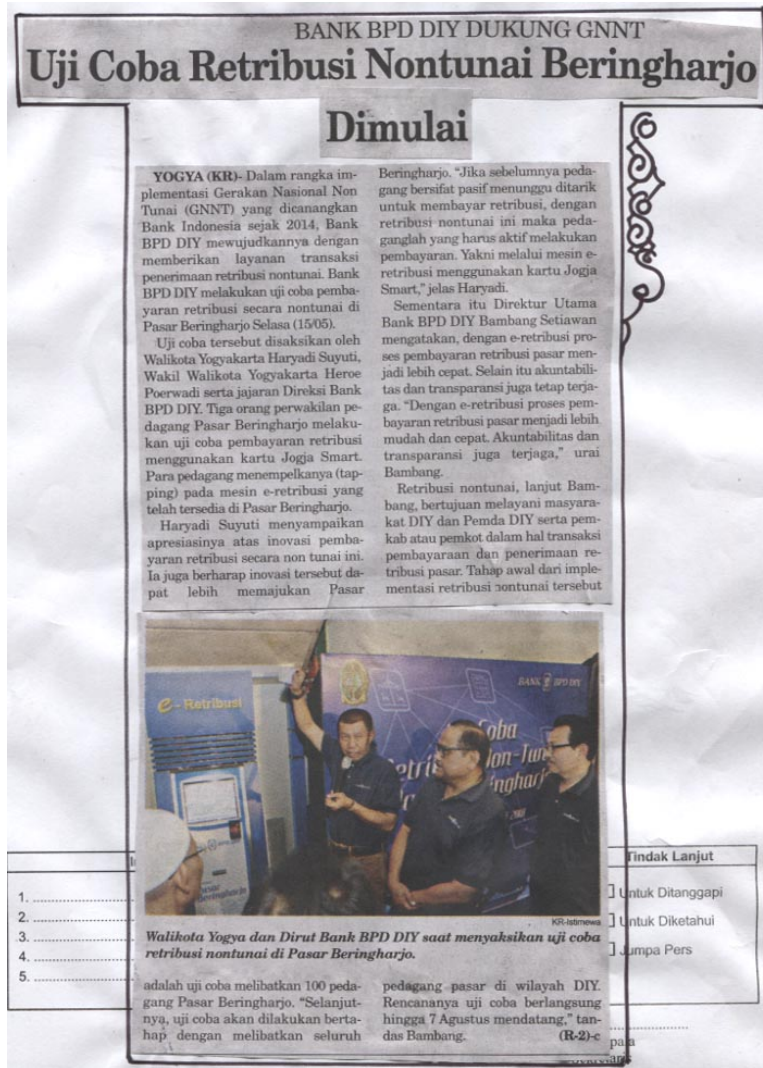 BANK BPD DIY DUKUNG GNNT
Uji Coba Retribusi Nontunai Beringharjo
Dimulai
YOGYA (KR)- Dalam rangka im-
plementasi Gerakan Nasional Non
Tunai (GNNT) yang dicanangkan
Bank Indonesia sejak 2014, Bank
BPD DIY mewujudkannya dengan
memberikan layanan transaksi
penerimaan retribusi nontunai. Bank
BPD DIY melakukan uji coba pemba-
yaran retribusi secara nontunai di
Pasar Beringharjo Selasa (15/05).
Uji coba tersebut disaksikan oleh
Walikota Yogyakarta Haryadi Suyuti,
Wakil Walikota Yogyakarta Heroe
Poerwadi serta jajaran Direksi Bank
BPD DIY. Tiga orang perwakilan pe-
dagang Pasar Beringharjo melaku-
kan uji coba pembayaran retribusi
menggunakan kartu Jogja Smart.
Para pedagang menempelkanya (tap-
ping) pada mesin e-retribusi yang
telah tersedia di Pasar Beringharjo.
Haryadi Suyuti menyampaikan
apresiasinya atas inovasi pemba-
yaran retribusi secara non tunai ini.
Ia juga berharap inovasi tersebut da-
pat lebih memajukan Pasar
Beringharjo. "Jika sebelumnya peda-
gang bersifat pasif menunggu ditarik
untuk membayar retribusi, dengan
retribusi nontunai ini maka peda-
ganglah yang harus aktif melakukan
pembayaran. Yakni melalui mesin e-
retribusi menggunakan kartu Jogja
Smart," jelas Haryadi.
Sementara itu Direktur Utama
Bank BPD DIY Bambang Setiawan
mengatakan, dengan e-retribusi pro-
ses pembayaran retribusi pasar men-
jadi lebih cepat. Selain itu akuntabili-
tas dan transparansi juga tetap terja-
ga. "Dengan e-retribusi proses pem-
bayaran retribusi pasar menjadi lebih
mudah dan cepat. Akuntabilitas dan
transparansi juga terjaga," urai
Bambang.
Retribusi nontunai, lanjut Bam-
bang, bertujuan melayani masyara-
kat DIY dan Pemda DIY serta pem-
kab atau pemkot dalam hal transaksi
pembayaraan dan penerimaan re-
tribusi pasar. Tahap awal dari imple-
mentasi retribusi nontunai tersebut
e-Retribusi
BANK BPD DIY
Coba
Beringharjo
KR-Istimewa
Walikota Yogya dan Dirut Bank BPD DIY saat menyaksikan uji coba
retribusi nontunai di Pasar Beringharjo.
adalah uji coba melibatkan 100 peda-
gang Pasar Beringharjo. "Selanjut-
nya, uji coba akan dilakukan berta-
hap dengan melibatkan seluruh
pedagang pasar di wilayah DIY.
Rencananya uji coba berlangsung
hingga 7 Agustus mendatang," tan-
das Bambang. (R-2)-c
1.
2.
3.
4.
5.
Tindak Lanjut
Untuk Ditanggapi
Untuk Diketahui
Jumpa Pers